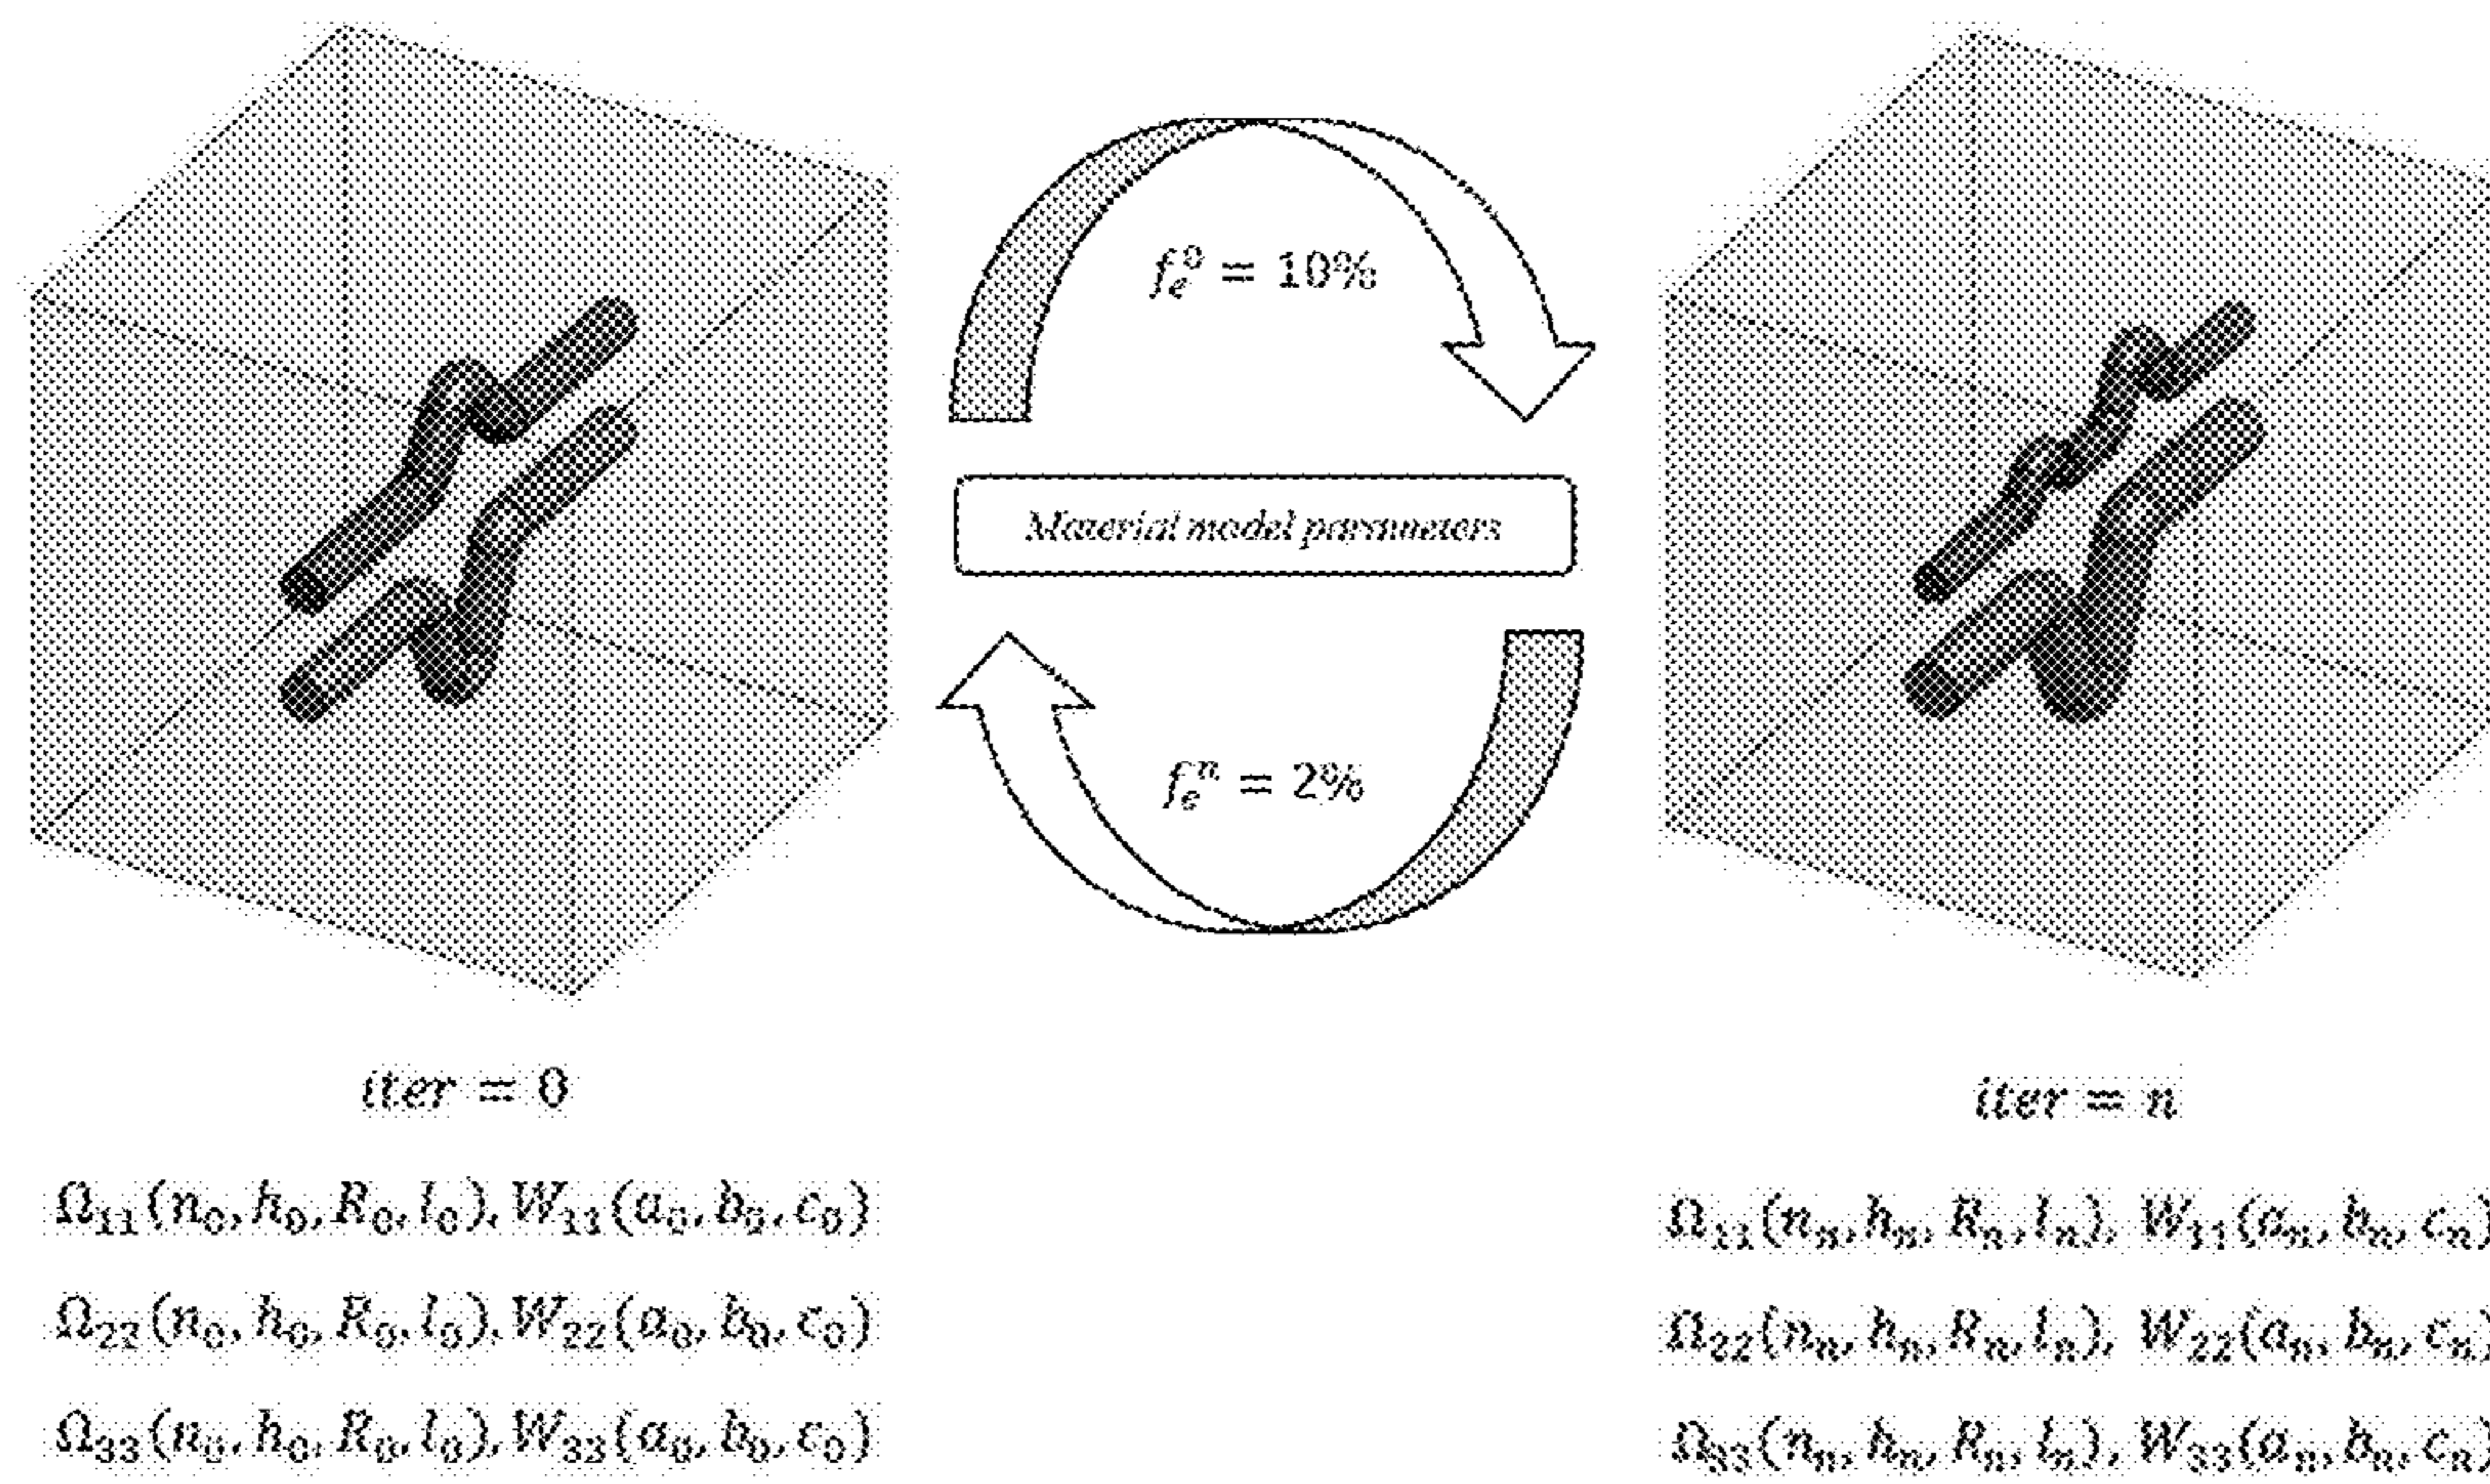 fₑ⁰ = 10%
Material model parameters
fₑⁿ = 2%
iter = 0
Ω₁₁(n₀, h₀, R₀, l₀), W₁₁(a₀, b₀, c₀)
Ω₂₂(n₀, h₀, R₀, l₀), W₂₂(a₀, b₀, c₀)
Ω₃₃(n₀, h₀, R₀, l₀), W₃₃(a₀, b₀, c₀)
iter = n
Ω₁₁(nₙ, hₙ, Rₙ, lₙ), W₁₁(aₙ, bₙ, cₙ)
Ω₂₂(nₙ, hₙ, Rₙ, lₙ), W₂₂(aₙ, bₙ, cₙ)
Ω₃₃(nₙ, hₙ, Rₙ, lₙ), W₃₃(aₙ, bₙ, cₙ)